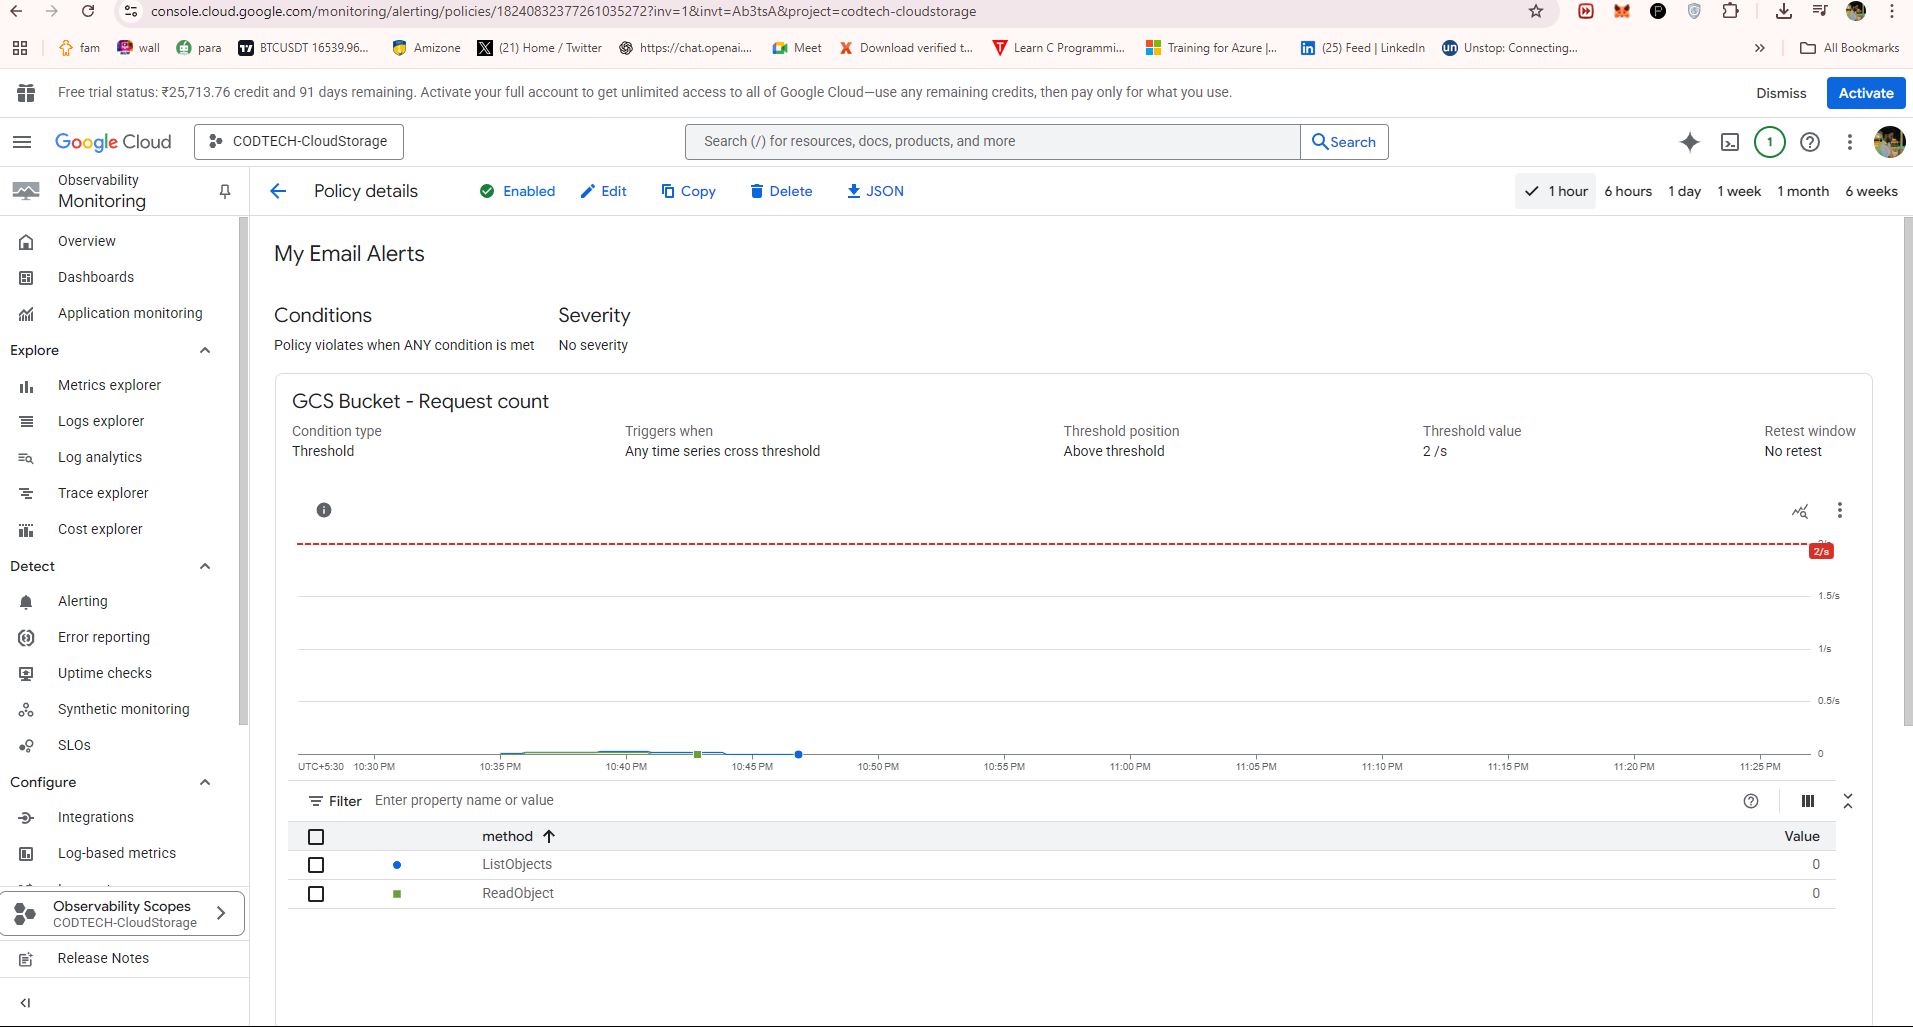 console.cloud.google.com/monitoring/alerting/policies/18240832377261035272?inv=1&invt=Ab3tsA&project=codtech-cloudstorage
fam
wall
para
BTCUSDT 16539.96...
Amizone
(21) Home / Twitter
https://chat.openai....
Meet
Download verified t...
Learn C Programmi...
Training for Azure |...
(25) Feed | LinkedIn
Unstop: Connecting...
All Bookmarks
Free trial status: ₹25,713.76 credit and 91 days remaining. Activate your full account to get unlimited access to all of Google Cloud—use any remaining credits, then pay only for what you use.
Dismiss
Activate
Google Cloud
CODTECH-CloudStorage
Search (/) for resources, docs, products, and more
Search
1
Observability
Monitoring
Policy details
Enabled
Edit
Copy
Delete
JSON
1 hour
6 hours
1 day
1 week
1 month
6 weeks
Overview
Dashboards
Application monitoring
Explore
Metrics explorer
Logs explorer
Log analytics
Trace explorer
Cost explorer
Detect
Alerting
Error reporting
Uptime checks
Synthetic monitoring
SLOs
Configure
Integrations
Log-based metrics
Observability Scopes
CODTECH-CloudStorage
Release Notes
My Email Alerts
Conditions
Policy violates when ANY condition is met
Severity
No severity
GCS Bucket - Request count
Condition type
Threshold
Triggers when
Any time series cross threshold
Threshold position
Above threshold
Threshold value
2 /s
Retest window
No retest
2/s
1.5/s
1/s
0.5/s
0
UTC+5:30
10:30 PM
10:35 PM
10:40 PM
10:45 PM
10:50 PM
10:55 PM
11:00 PM
11:05 PM
11:10 PM
11:15 PM
11:20 PM
11:25 PM
Filter
Enter property name or value
method
Value
ListObjects
0
ReadObject
0